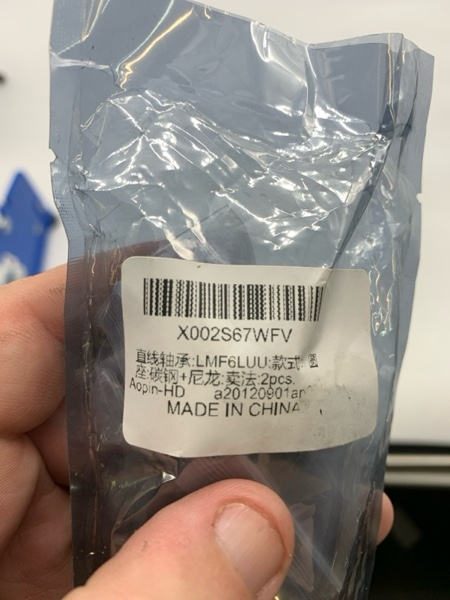 X002S67WFV
直线轴承:LMF6LUU:款式: 圆
座:碳钢+尼龙:卖法:2pcs.
Aopin-HD a20120901ar
MADE IN CHINA